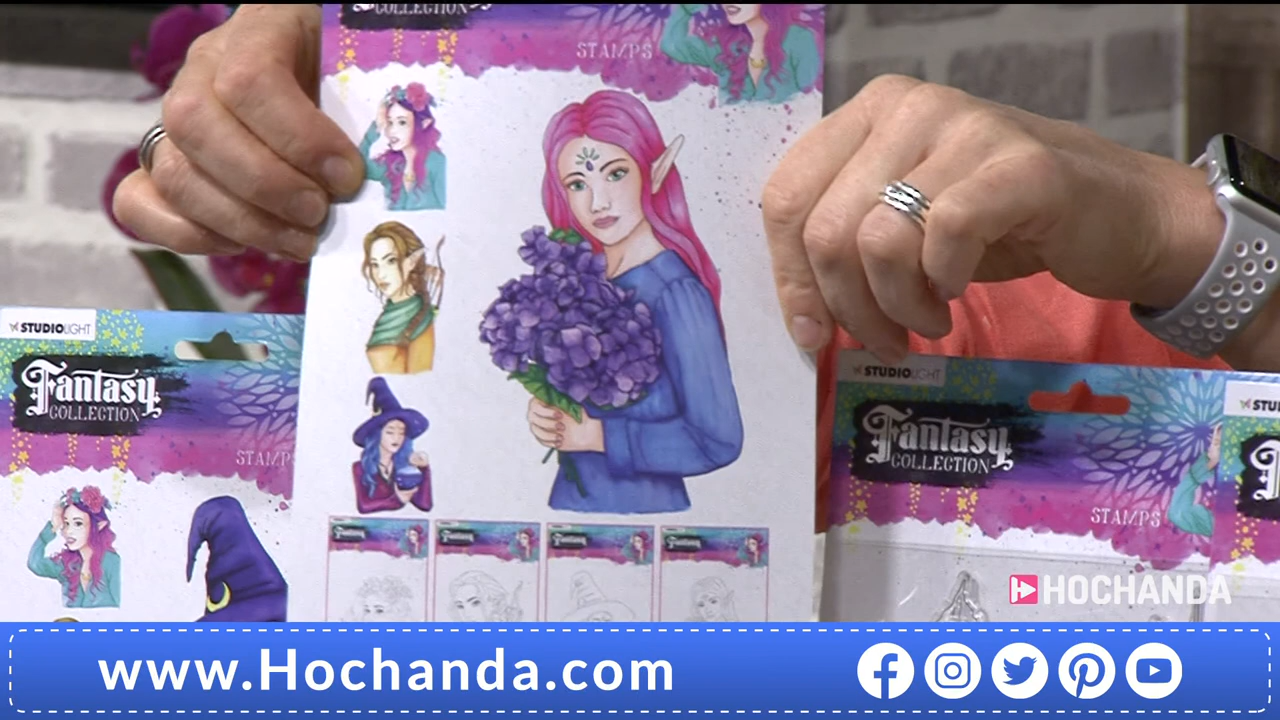 COLLECTION
STAMPS
STUDIOLIGHT
Fantasy
COLLECTION
STAMPS
STUDIOLIGHT
Fantasy
COLLECTION
STAMPS
HOCHANDA
www.Hochanda.com